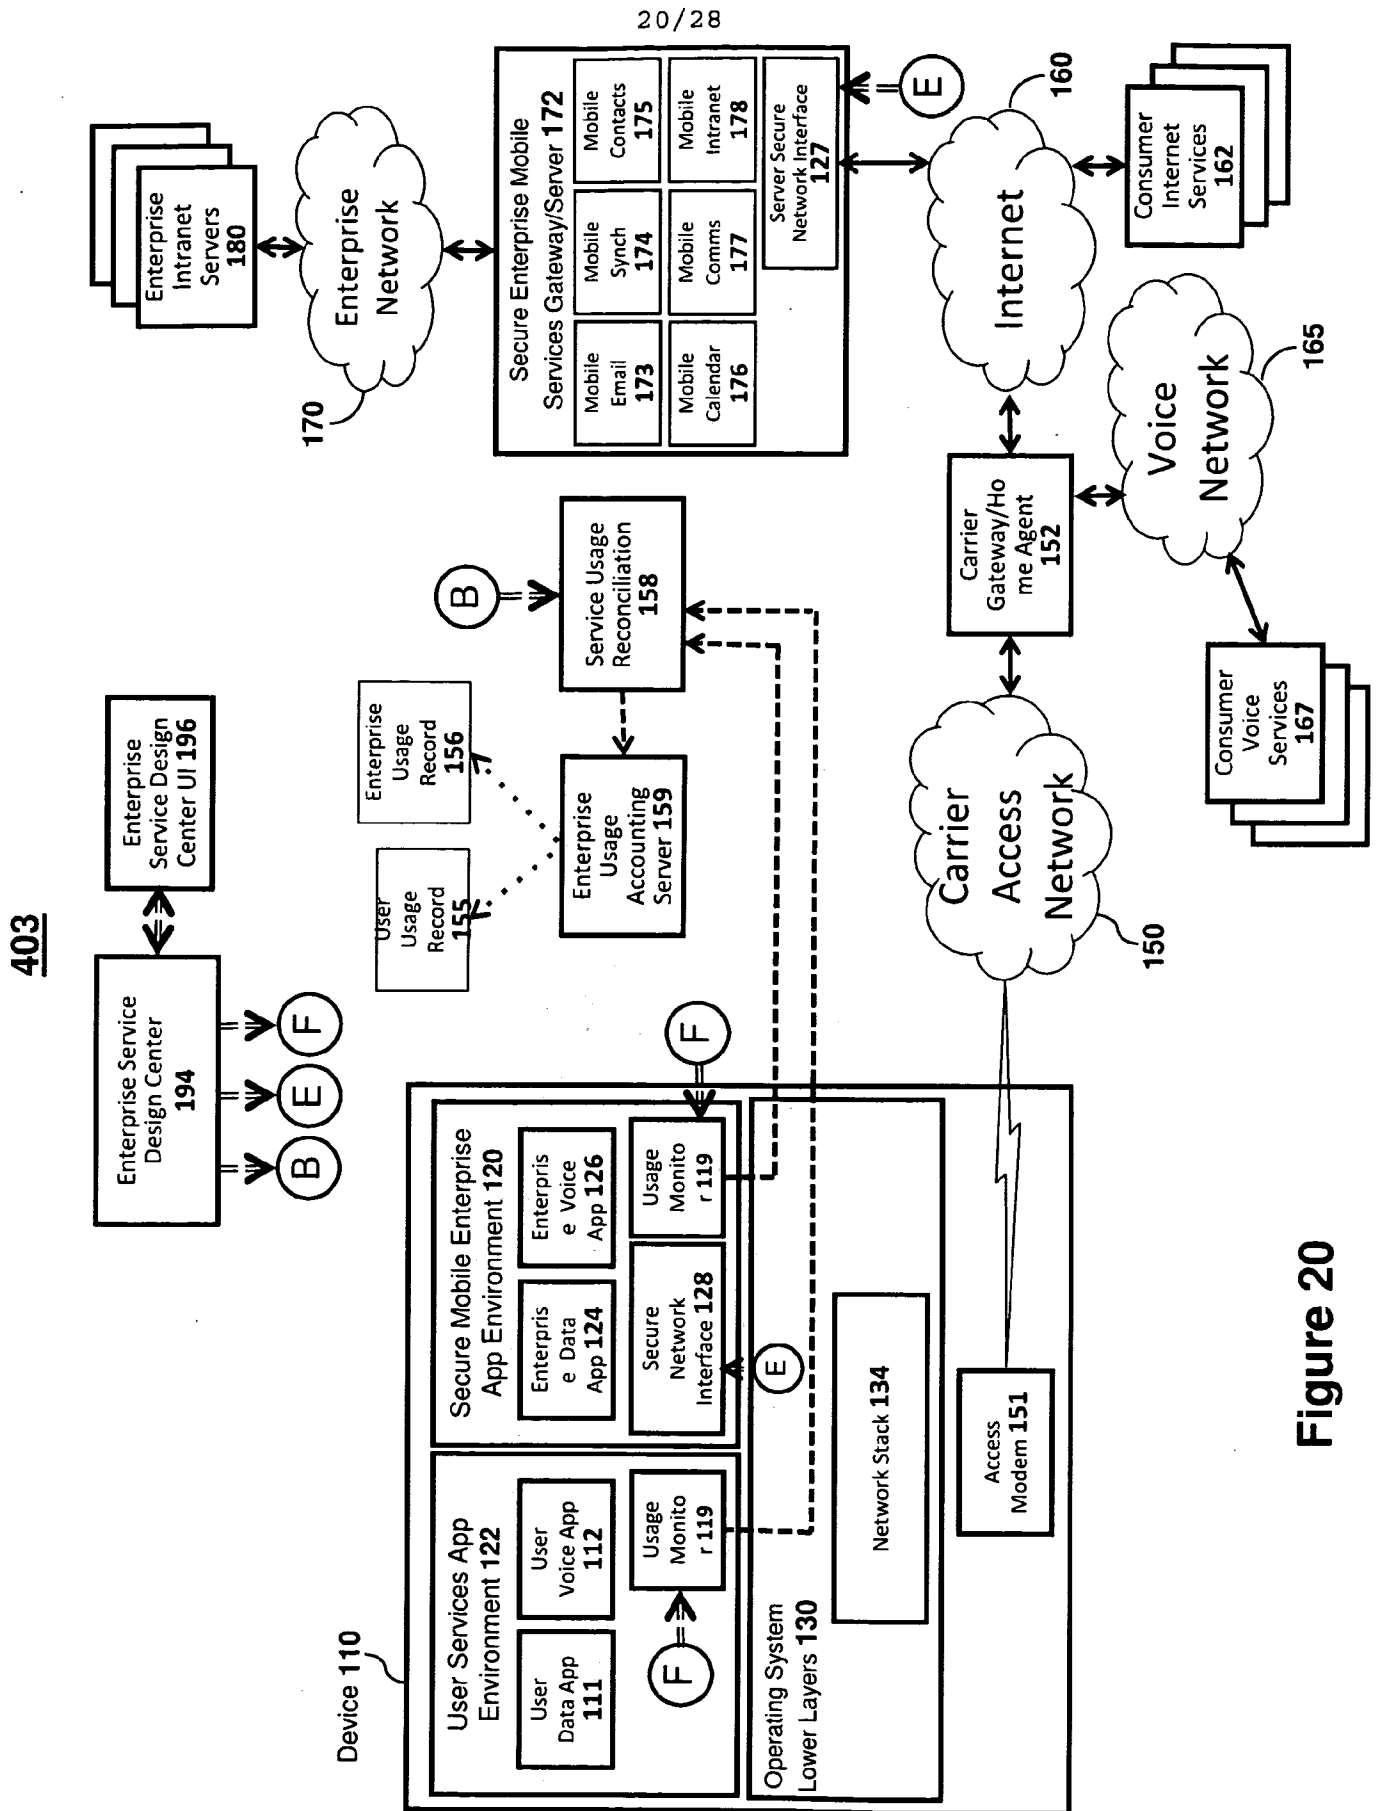 20/28
403
Enterprise Service
Design Center
194
Enterprise
Service Design
Center UI 196
B
E
F
Enterprise
Intranet
Servers
180
Enterprise
Network
170
User
Usage
Record
155
Enterprise
Usage
Record
156
Enterprise
Usage
Accounting
Server 159
B
Service Usage
Reconciliation
158
Secure Enterprise Mobile
Services Gateway/Server 172
Mobile
Email
173
Mobile
Synch
174
Mobile
Contacts
175
Mobile
Calendar
176
Mobile
Comms
177
Mobile
Intranet
178
Server Secure
Network Interface
127
E
Device 110
User Services App
Environment 122
User
Data App
111
User
Voice App
112
Usage
Monito
r 119
F
Secure Mobile Enterprise
App Environment 120
Enterpris
e Data
App 124
Enterpris
e Voice
App 126
Secure
Network
Interface 128
Usage
Monito
r 119
F
E
Operating System
Lower Layers 130
Network Stack 134
Access
Modem 151
Carrier
Access
Network
150
Carrier
Gateway/Ho
me Agent
152
Internet
160
Consumer
Internet
Services
162
Voice
Network
165
Consumer
Voice
Services
167
Figure 20